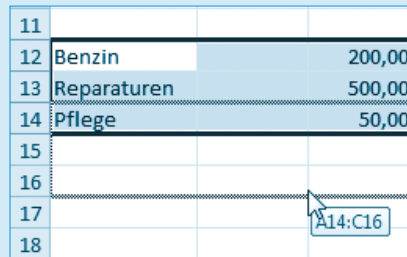 11
12 Benzin 200,00
13 Reparaturen 500,00
14 Pflege 50,00
15
16
17 A14:C16
18